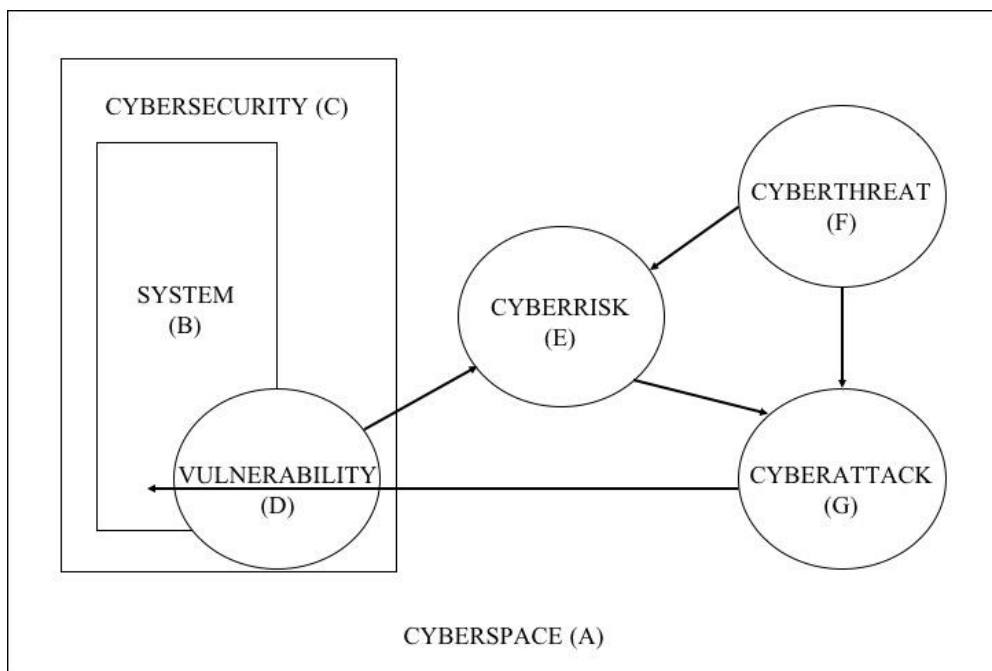 CYBERSECURITY (C)
CYBERTHREAT
(F)
SYSTEM
(B)
CYBERRISK
(E)
VULNERABILITY
(D)
CYBERATTACK
(G)
CYBERSPACE (A)